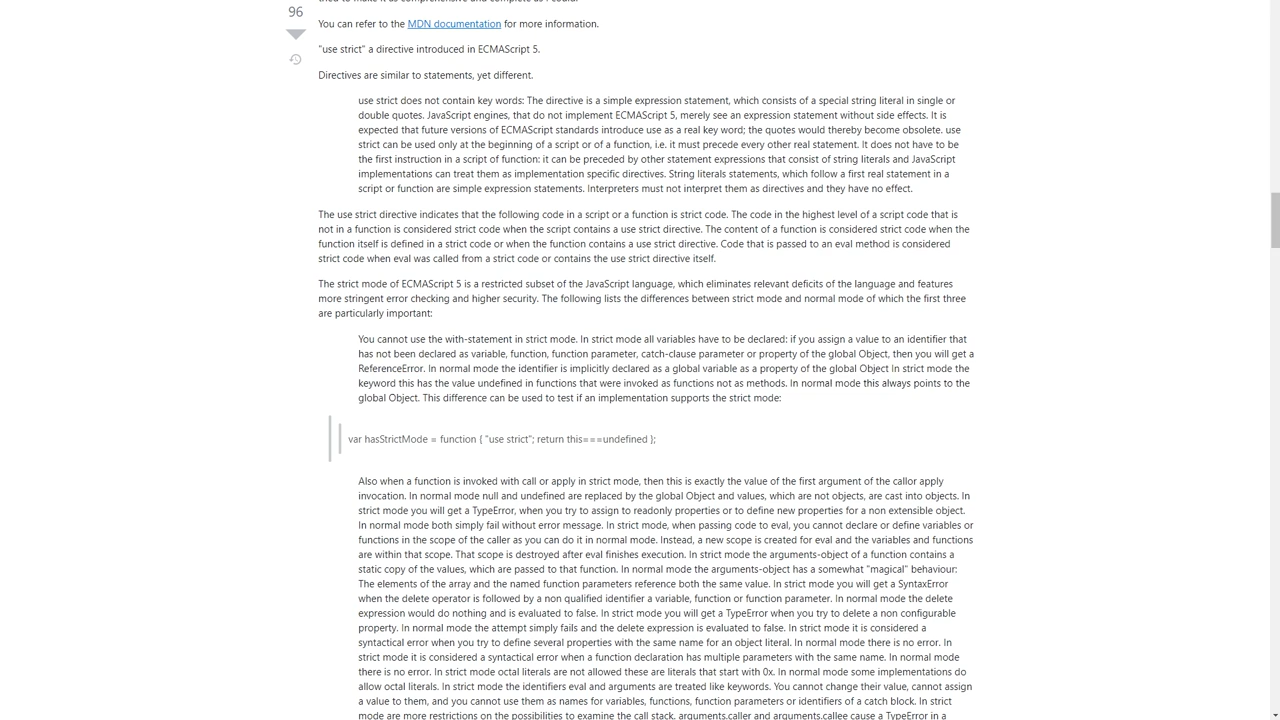 tried to make it as comprehensive and complete as I could.
96
You can refer to the MDN documentation for more information.
"use strict" a directive introduced in ECMAScript 5.
Directives are similar to statements, yet different.
use strict does not contain key words: The directive is a simple expression statement, which consists of a special string literal in single or
double quotes. JavaScript engines, that do not implement ECMAScript 5, merely see an expression statement without side effects. It is
expected that future versions of ECMAScript standards introduce use as a real key word; the quotes would thereby become obsolete. use
strict can be used only at the beginning of a script or of a function, i.e. it must precede every other real statement. It does not have to be
the first instruction in a script of function: it can be preceded by other statement expressions that consist of string literals and JavaScript
implementations can treat them as implementation specific directives. String literals statements, which follow a first real statement in a
script or function are simple expression statements. Interpreters must not interpret them as directives and they have no effect.
The use strict directive indicates that the following code in a script or a function is strict code. The code in the highest level of a script code that is
not in a function is considered strict code when the script contains a use strict directive. The content of a function is considered strict code when the
function itself is defined in a strict code or when the function contains a use strict directive. Code that is passed to an eval method is considered
strict code when eval was called from a strict code or contains the use strict directive itself.
The strict mode of ECMAScript 5 is a restricted subset of the JavaScript language, which eliminates relevant deficits of the language and features
more stringent error checking and higher security. The following lists the differences between strict mode and normal mode of which the first three
are particularly important:
You cannot use the with-statement in strict mode. In strict mode all variables have to be declared: if you assign a value to an identifier that
has not been declared as variable, function, function parameter, catch-clause parameter or property of the global Object, then you will get a
ReferenceError. In normal mode the identifier is implicitly declared as a global variable as a property of the global Object In strict mode the
keyword this has the value undefined in functions that were invoked as functions not as methods. In normal mode this always points to the
global Object. This difference can be used to test if an implementation supports the strict mode:
var hasStrictMode = function { "use strict"; return this===undefined };
Also when a function is invoked with call or apply in strict mode, then this is exactly the value of the first argument of the callor apply
invocation. In normal mode null and undefined are replaced by the global Object and values, which are not objects, are cast into objects. In
strict mode you will get a TypeError, when you try to assign to readonly properties or to define new properties for a non extensible object.
In normal mode both simply fail without error message. In strict mode, when passing code to eval, you cannot declare or define variables or
functions in the scope of the caller as you can do it in normal mode. Instead, a new scope is created for eval and the variables and functions
are within that scope. That scope is destroyed after eval finishes execution. In strict mode the arguments-object of a function contains a
static copy of the values, which are passed to that function. In normal mode the arguments-object has a somewhat "magical" behaviour:
The elements of the array and the named function parameters reference both the same value. In strict mode you will get a SyntaxError
when the delete operator is followed by a non qualified identifier a variable, function or function parameter. In normal mode the delete
expression would do nothing and is evaluated to false. In strict mode you will get a TypeError when you try to delete a non configurable
property. In normal mode the attempt simply fails and the delete expression is evaluated to false. In strict mode it is considered a
syntactical error when you try to define several properties with the same name for an object literal. In normal mode there is no error. In
strict mode it is considered a syntactical error when a function declaration has multiple parameters with the same name. In normal mode
there is no error. In strict mode octal literals are not allowed these are literals that start with 0x. In normal mode some implementations do
allow octal literals. In strict mode the identifiers eval and arguments are treated like keywords. You cannot change their value, cannot assign
a value to them, and you cannot use them as names for variables, functions, function parameters or identifiers of a catch block. In strict
mode are more restrictions on the possibilities to examine the call stack. arguments.caller and arguments.callee cause a TypeError in a